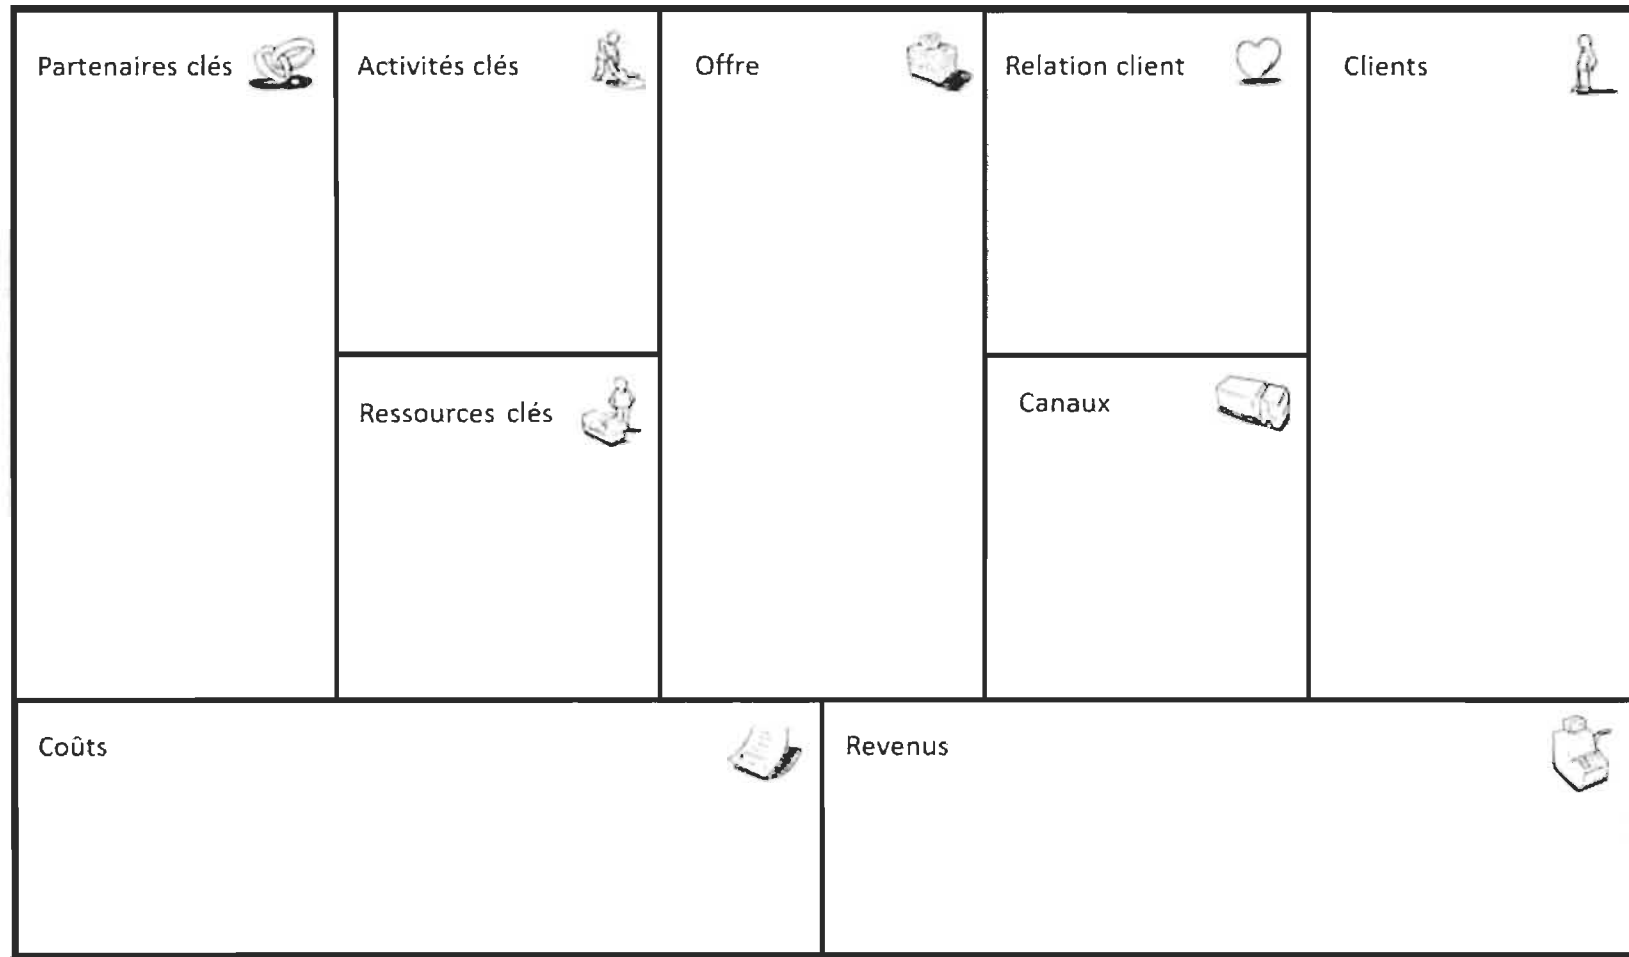 Partenaires clés
Activités clés
Offre
Relation client
Clients
Ressources clés
Canaux
Coûts
Revenus